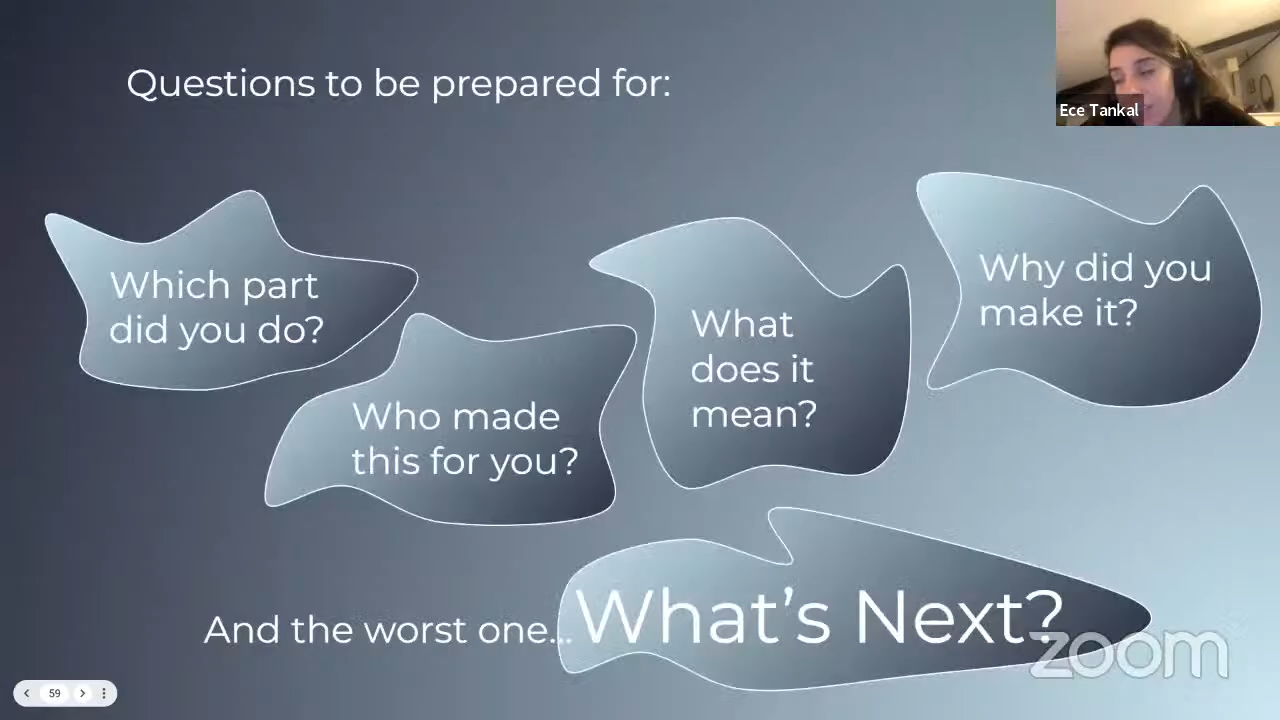 Questions to be prepared for:
Ece Tankal
Which part
did you do?
Who made
this for you?
What
does it
mean?
Why did you
make it?
And the worst one...
What's Next?
zoom
59